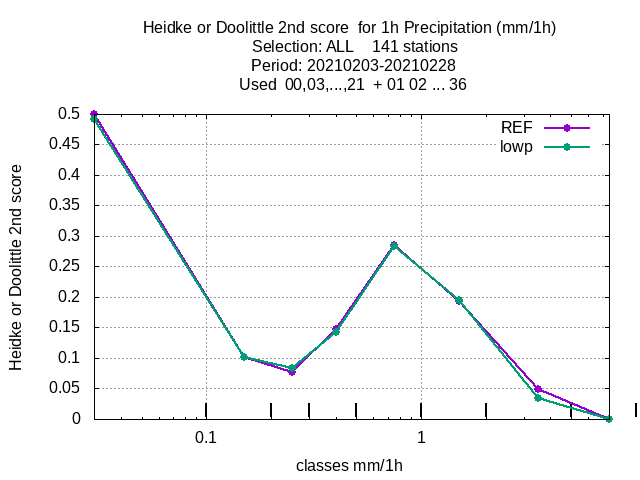 Heidke or Doolittle 2nd score  for 1h Precipitation (mm/1h)
Selection: ALL    141 stations
Period: 20210203-20210228
Used  00,03,...,21  + 01 02 ... 36
REF
lowp
0.5
0.45
0.4
0.35
0.3
0.25
0.2
0.15
0.1
0.05
0
Heidke or Doolittle 2nd score
0.1
1
classes mm/1h